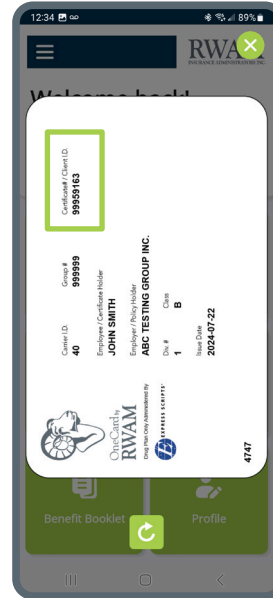 12:34
89%
RWAM
INSURANCE ADMINISTRATORS INC.
Welcome back!
OneCard by
RWAM
Drug Plan Only Administered By
EXPRESS SCRIPTS®
Carrier I.D.
40
Group #
999999
Certificate# / Client I.D.
99959163
Employee / Certificate Holder
JOHN SMITH
Employer / Policy Holder
ABC TESTING GROUP INC.
Div. #
1
Class
B
Issue Date
2024-07-22
4747
Benefit Booklet
Profile